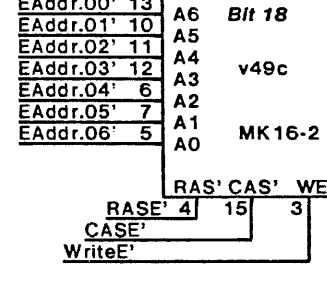 EAddr.00' 13 A6 Bit 18
EAddr.01' 10 A5
EAddr.02' 11 A4
EAddr.03' 12 A3 v49c
EAddr.04' 6 A2
EAddr.05' 7 A1
EAddr.06' 5 A0 MK16-2
RAS' CAS' WE
RASE' 4 15 3
CASE'
WriteE'